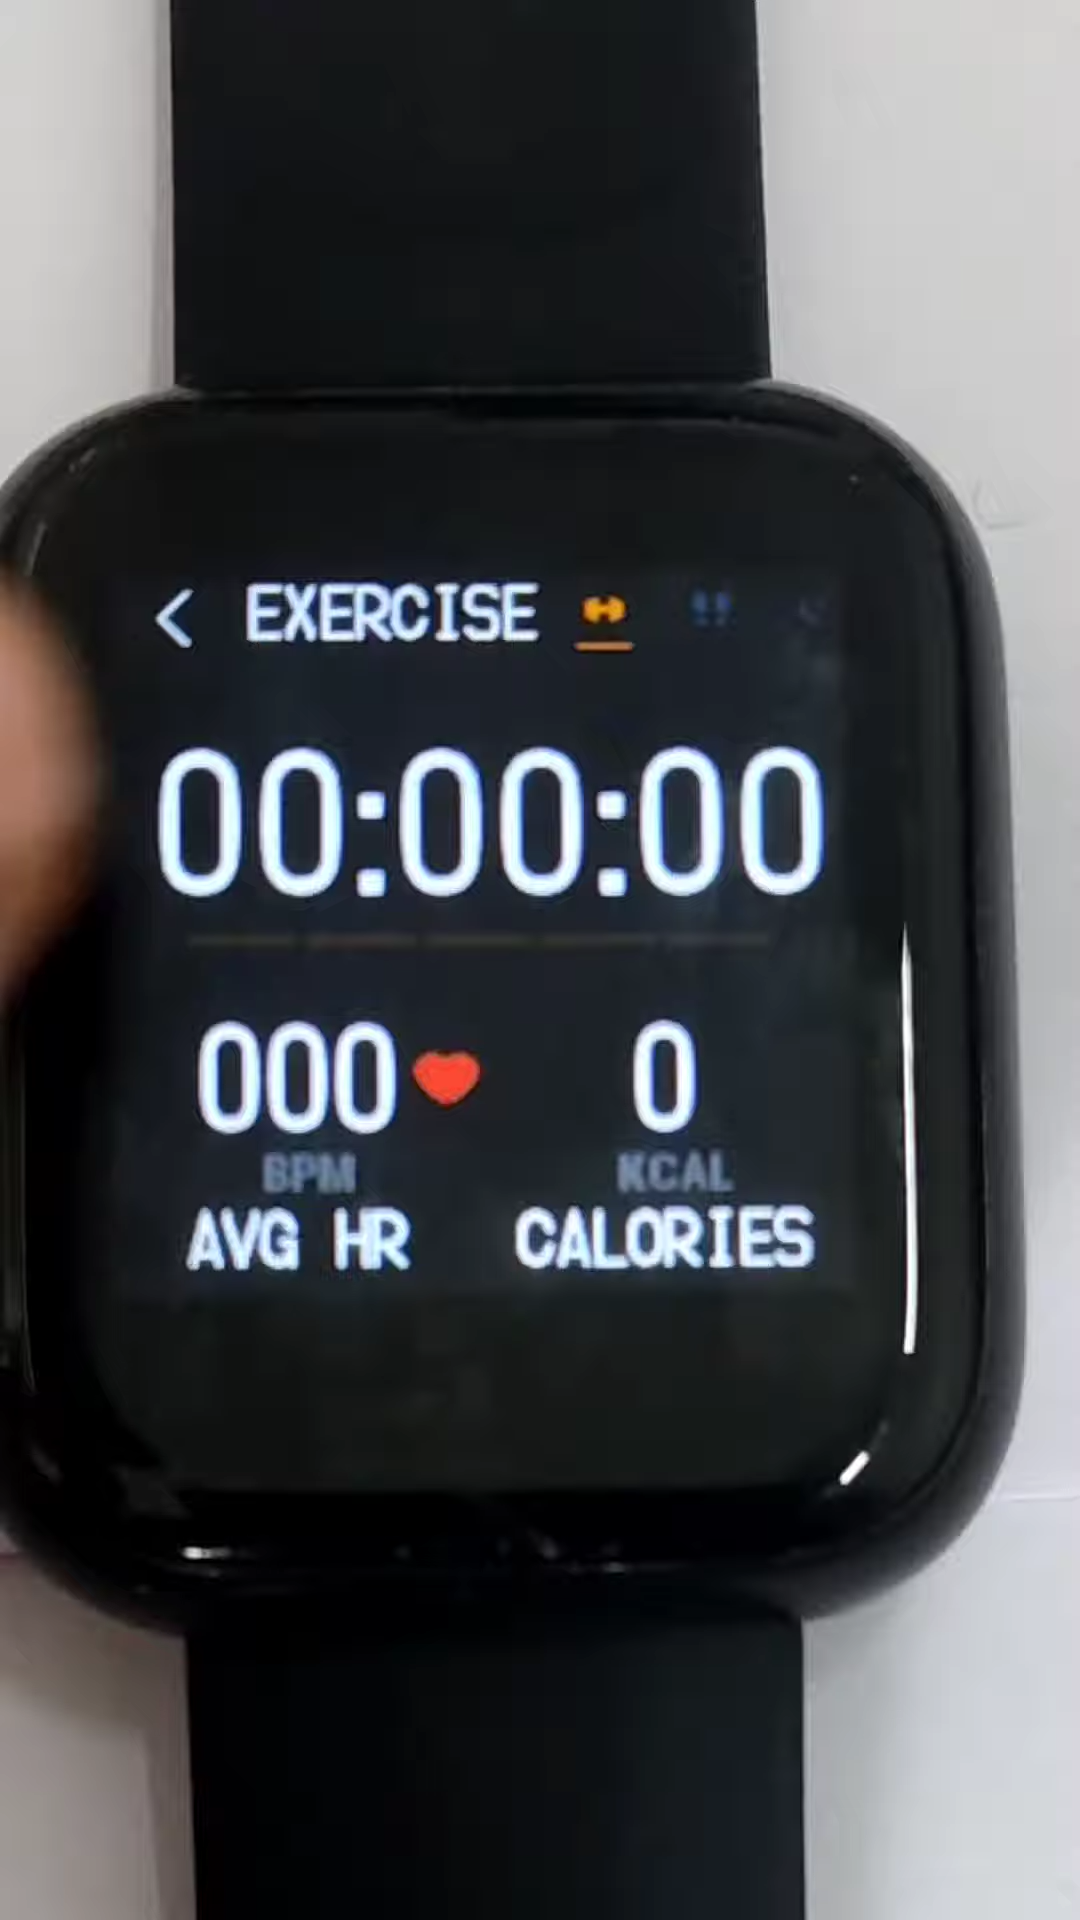 EXERCISE
00:00:00
000 0
BPM KCAL
AVG HR CALORIES